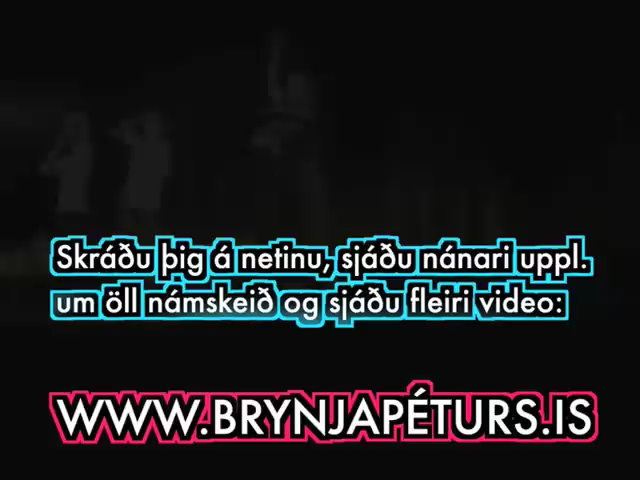 Skráðu þig á netinu, sjáðu nánari uppl.
um öll námskeið og sjáðu fleiri video:
WWW.BRYNJAPÉTURS.IS